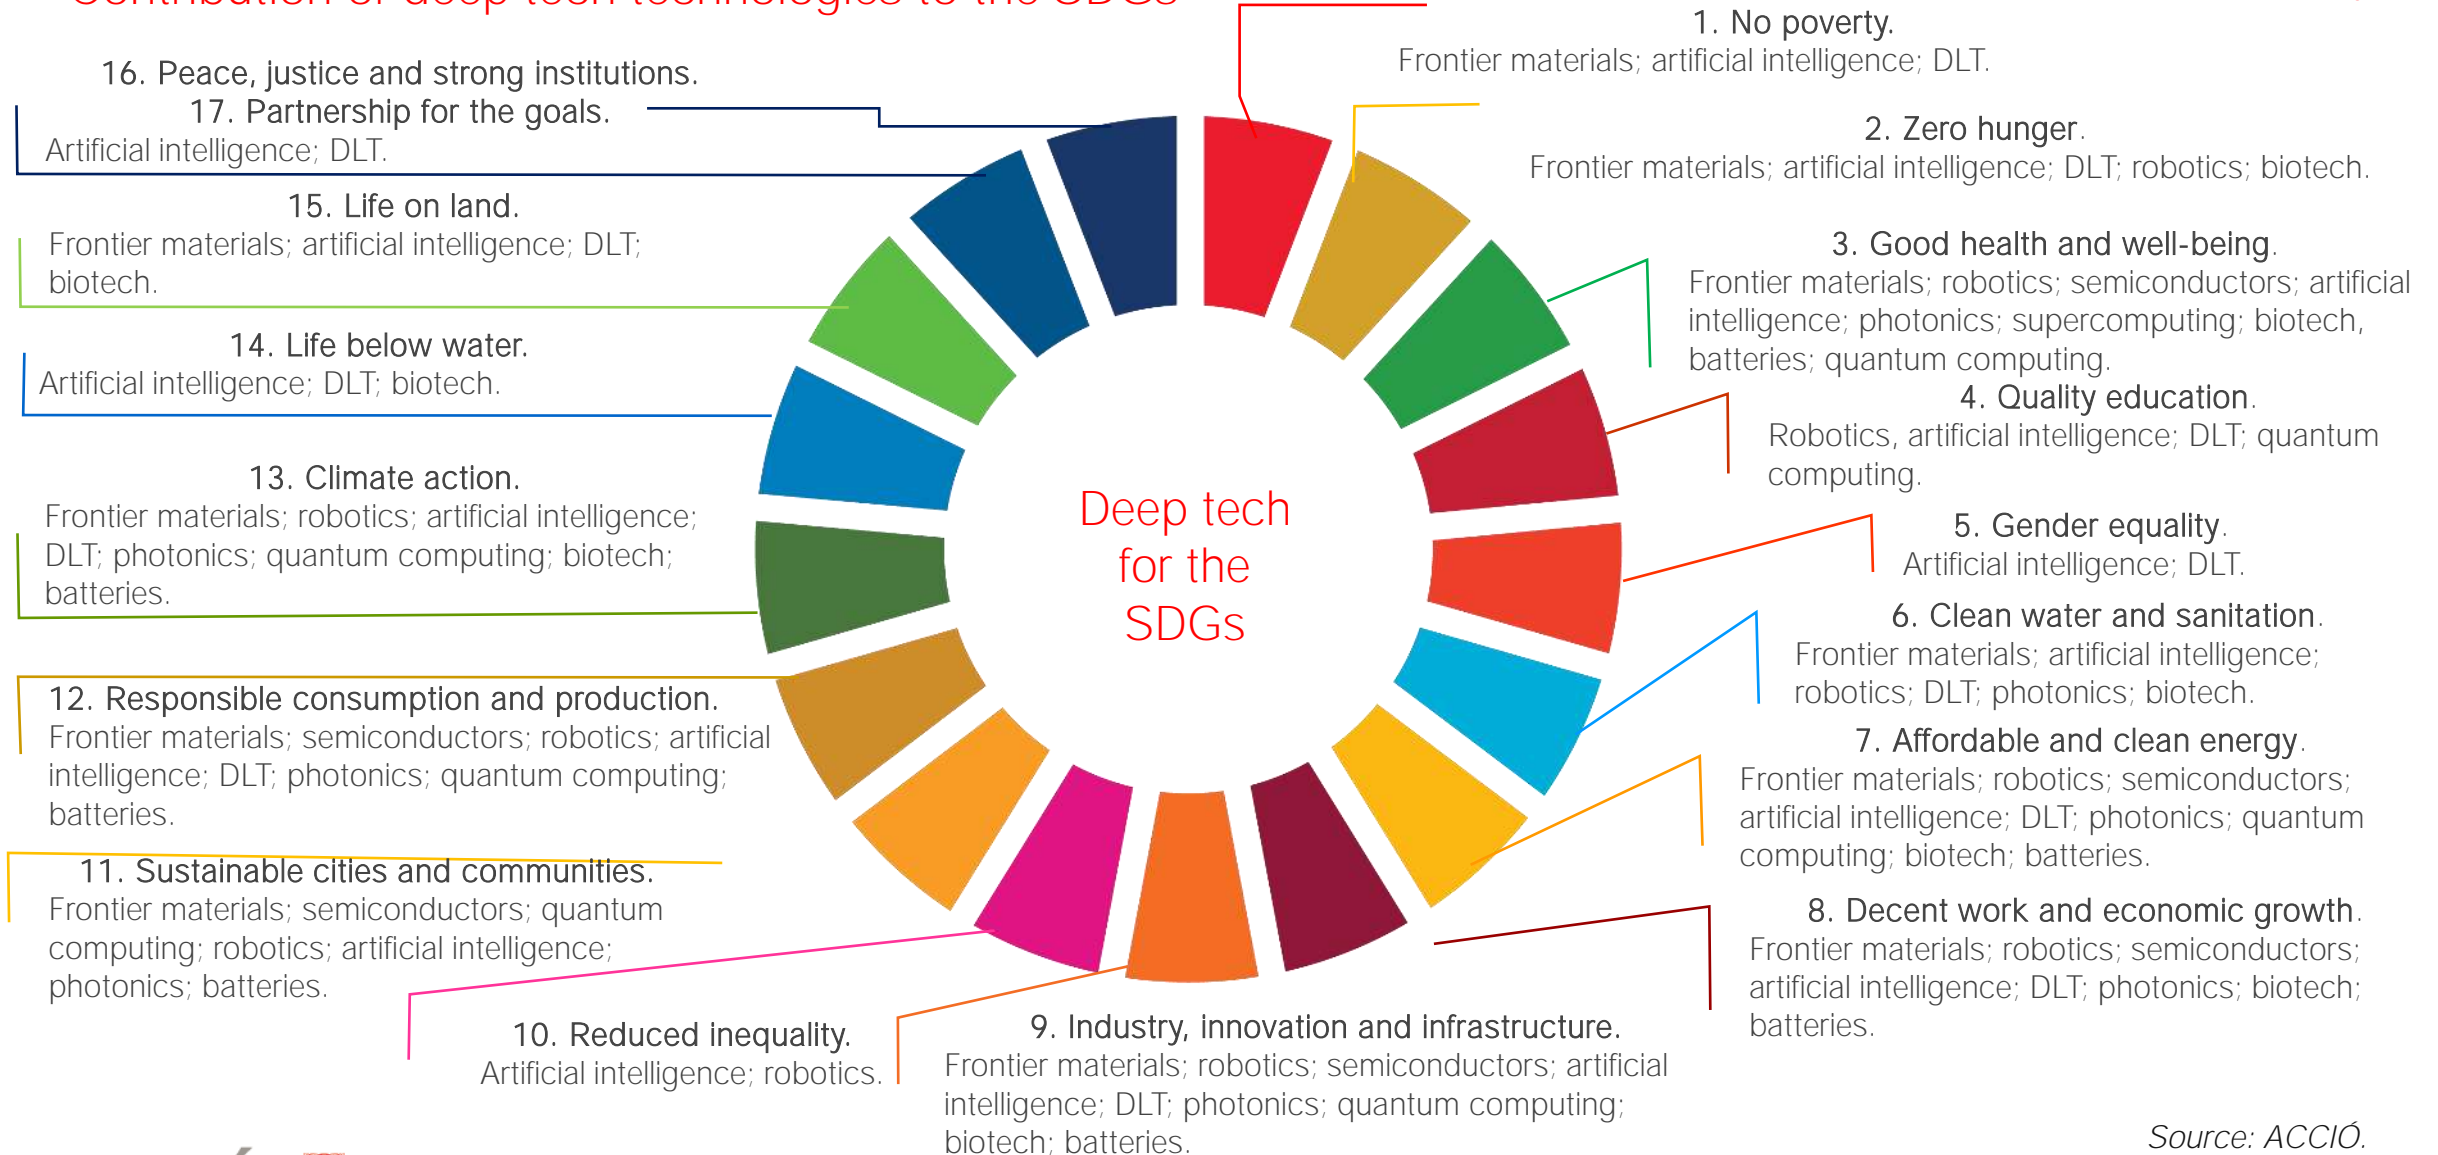 Contribution of deep tech technologies to the SDGs
1. No poverty.
Frontier materials; artificial intelligence; DLT.
2. Zero hunger.
Frontier materials; artificial intelligence; DLT; robotics; biotech.
3. Good health and well-being.
Frontier materials; robotics; semiconductors; artificial
intelligence; photonics; supercomputing; biotech,
batteries; quantum computing.
4. Quality education.
Robotics, artificial intelligence; DLT; quantum
computing.
5. Gender equality.
Artificial intelligence; DLT.
6. Clean water and sanitation.
Frontier materials; artificial intelligence;
robotics; DLT; photonics; biotech.
7. Affordable and clean energy.
Frontier materials; robotics; semiconductors;
artificial intelligence; DLT; photonics; quantum
computing; biotech; batteries.
8. Decent work and economic growth.
Frontier materials; robotics; semiconductors;
artificial intelligence; DLT; photonics; biotech;
batteries.
9. Industry, innovation and infrastructure.
Frontier materials; robotics; semiconductors; artificial
intelligence; DLT; photonics; quantum computing;
biotech; batteries.
10. Reduced inequality.
Artificial intelligence; robotics.
11. Sustainable cities and communities.
Frontier materials; semiconductors; quantum
computing; robotics; artificial intelligence;
photonics; batteries.
12. Responsible consumption and production.
Frontier materials; semiconductors; robotics; artificial
intelligence; DLT; photonics; quantum computing;
batteries.
13. Climate action.
Frontier materials; robotics; artificial intelligence;
DLT; photonics; quantum computing; biotech;
batteries.
14. Life below water.
Artificial intelligence; DLT; biotech.
15. Life on land.
Frontier materials; artificial intelligence; DLT;
biotech.
16. Peace, justice and strong institutions.
17. Partnership for the goals.
Artificial intelligence; DLT.
Deep tech
for the
SDGs
Source: ACCIÓ.